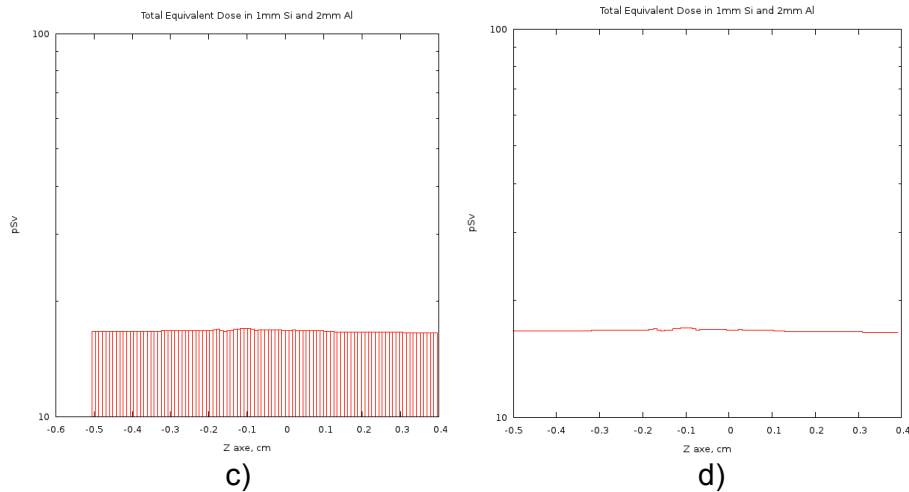 Total Equivalent Dose in 1mm Si and 2mm Al
100
pSv
10
-0.6 -0.5 -0.4 -0.3 -0.2 -0.1 0 0.1 0.2 0.3 0.4
Z axe, cm
c)
Total Equivalent Dose in 1mm Si and 2mm Al
100
pSv
10
-0.5 -0.4 -0.3 -0.2 -0.1 0 0.1 0.2 0.3 0.4
Z axe, cm
d)